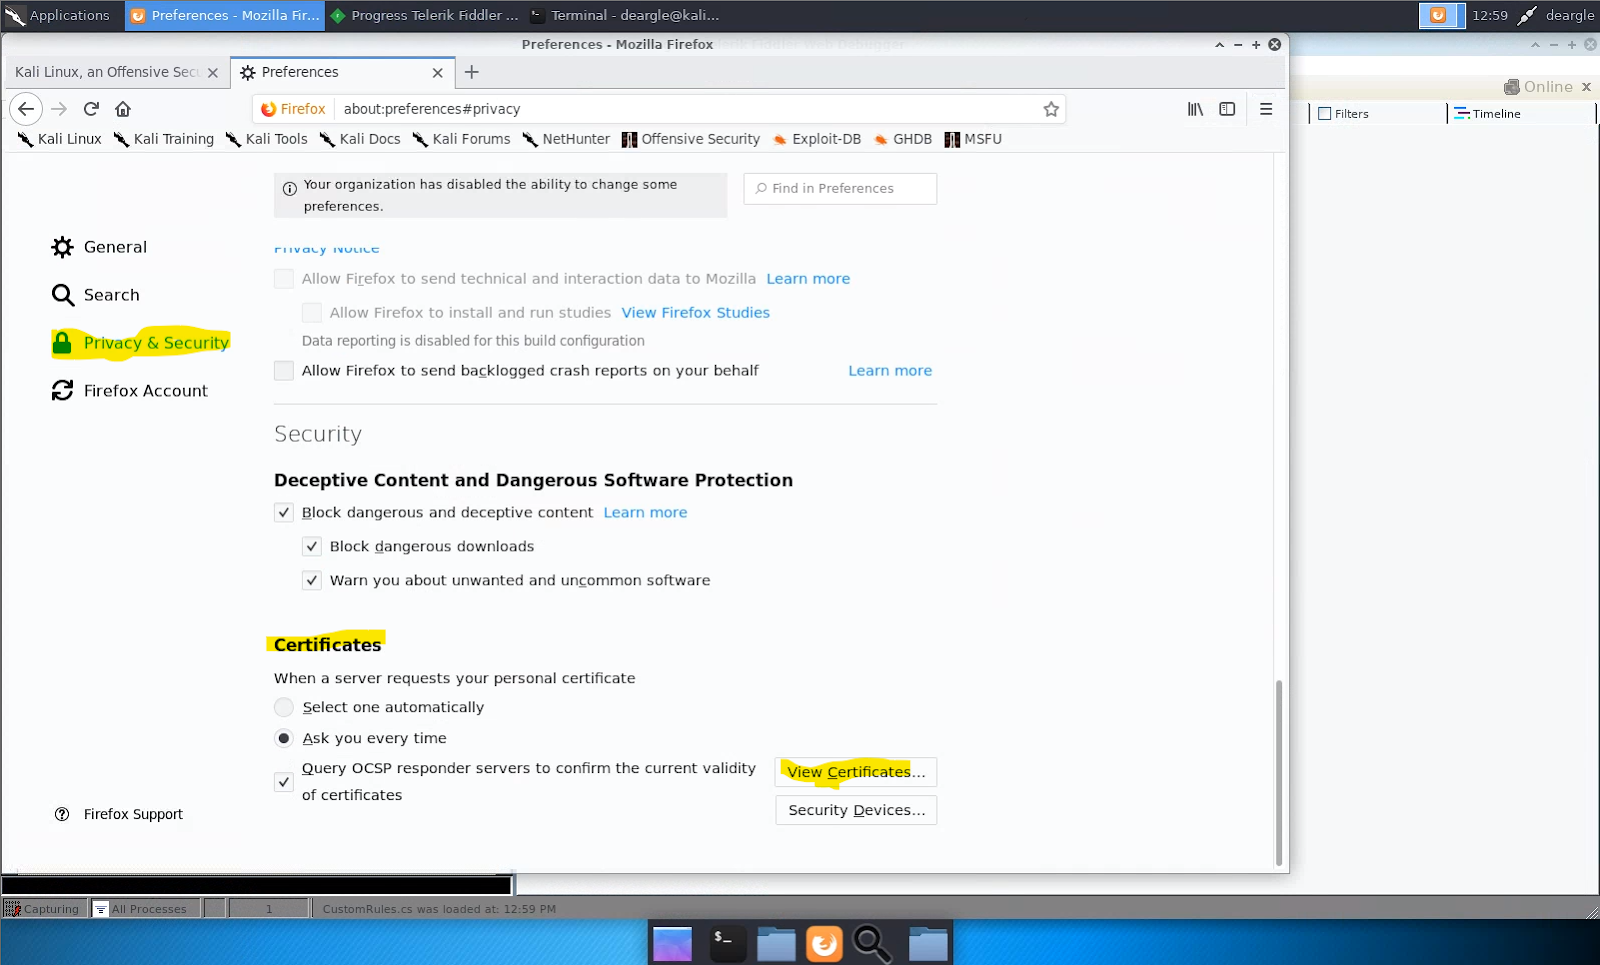 Applications
Preferences - Mozilla Fir...
Progress Telerik Fiddler ...
Terminal - deargle@kali...
12:59
deargle
Preferences - Mozilla Firefox
Kali Linux, an Offensive Sec
Preferences
Online
Firefox
about:preferences#privacy
Filters
Timeline
Kali Linux
Kali Training
Kali Tools
Kali Docs
Kali Forums
NetHunter
Offensive Security
Exploit-DB
GHDB
MSFU
Your organization has disabled the ability to change some
preferences.
Find in Preferences
General
Search
Privacy & Security
Firefox Account
Firefox Support
Privacy Notice
Allow Firefox to send technical and interaction data to Mozilla Learn more
Allow Firefox to install and run studies View Firefox Studies
Data reporting is disabled for this build configuration
Allow Firefox to send backlogged crash reports on your behalf Learn more
Security
Deceptive Content and Dangerous Software Protection
Block dangerous and deceptive content Learn more
Block dangerous downloads
Warn you about unwanted and uncommon software
Certificates
When a server requests your personal certificate
Select one automatically
Ask you every time
Query OCSP responder servers to confirm the current validity
of certificates
View Certificates...
Security Devices...
Capturing
All Processes
1
CustomRules.cs was loaded at: 12:59 PM
$_